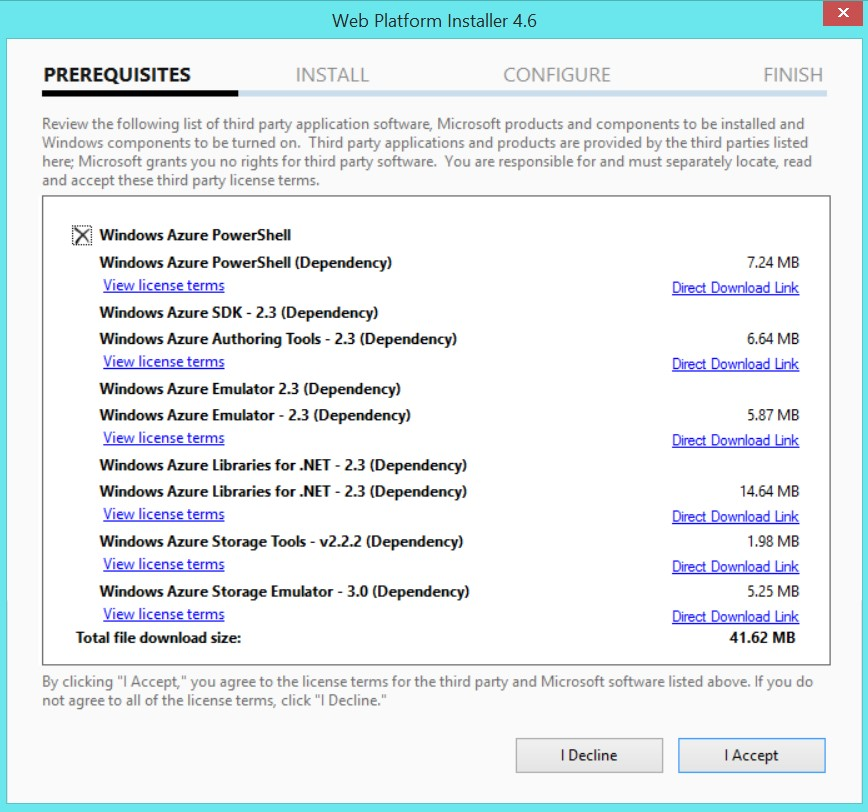 Web Platform Installer 4.6
PREREQUISITES INSTALL CONFIGURE FINISH
Review the following list of third party application software, Microsoft products and components to be installed and
Windows components to be turned on.  Third party applications and products are provided by the third parties listed
here; Microsoft grants you no rights for third party software.  You are responsible for and must separately locate, read
and accept these third party license terms.
Windows Azure PowerShell
Windows Azure PowerShell (Dependency) 7.24 MB
View license terms Direct Download Link
Windows Azure SDK - 2.3 (Dependency)
Windows Azure Authoring Tools - 2.3 (Dependency) 6.64 MB
View license terms Direct Download Link
Windows Azure Emulator 2.3 (Dependency)
Windows Azure Emulator - 2.3 (Dependency) 5.87 MB
View license terms Direct Download Link
Windows Azure Libraries for .NET - 2.3 (Dependency)
Windows Azure Libraries for .NET - 2.3 (Dependency) 14.64 MB
View license terms Direct Download Link
Windows Azure Storage Tools - v2.2.2 (Dependency) 1.98 MB
View license terms Direct Download Link
Windows Azure Storage Emulator - 3.0 (Dependency) 5.25 MB
View license terms Direct Download Link
Total file download size: 41.62 MB
By clicking "I Accept," you agree to the license terms for the third party and Microsoft software listed above. If you do
not agree to all of the license terms, click "I Decline."
I Decline I Accept